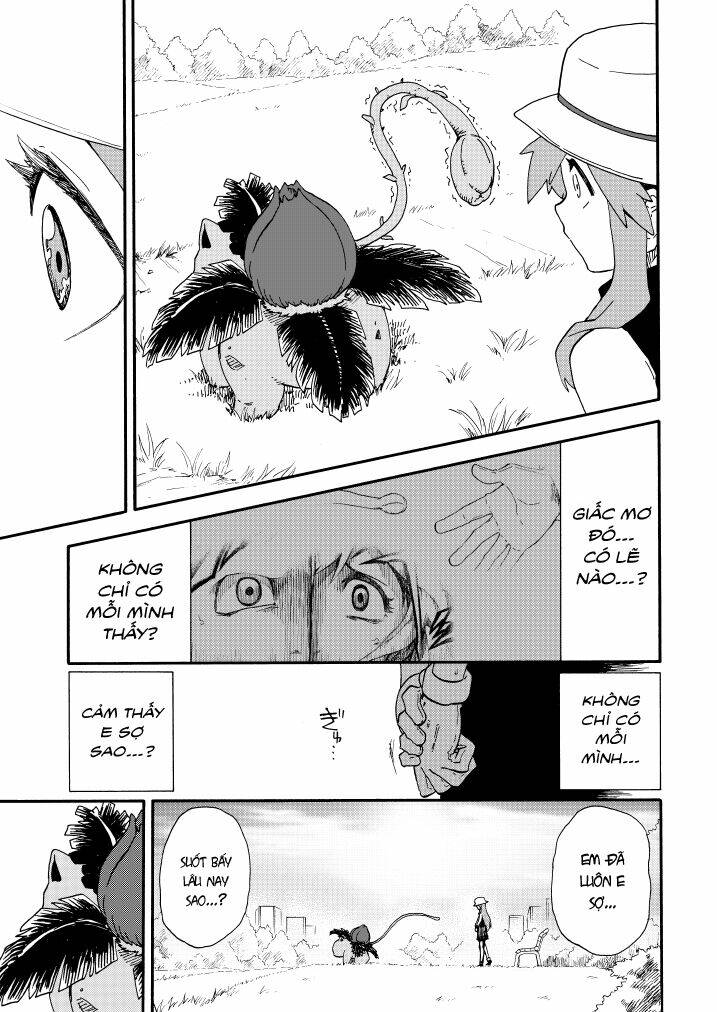 GIẤC MƠ
ĐÓ...
CÓ LẼ
NÀO...?
KHÔNG
CHỈ CÓ
MỖI MÌNH
THẤY?
KHÔNG
CHỈ CÓ
MỖI
MÌNH...
ぎゅ…
CẢM THẤY
E SỢ
SAO...?
EM ĐÃ
LUÔN E
SỢ...
SUỐT BẤY
LÂU NAY
SAO...?